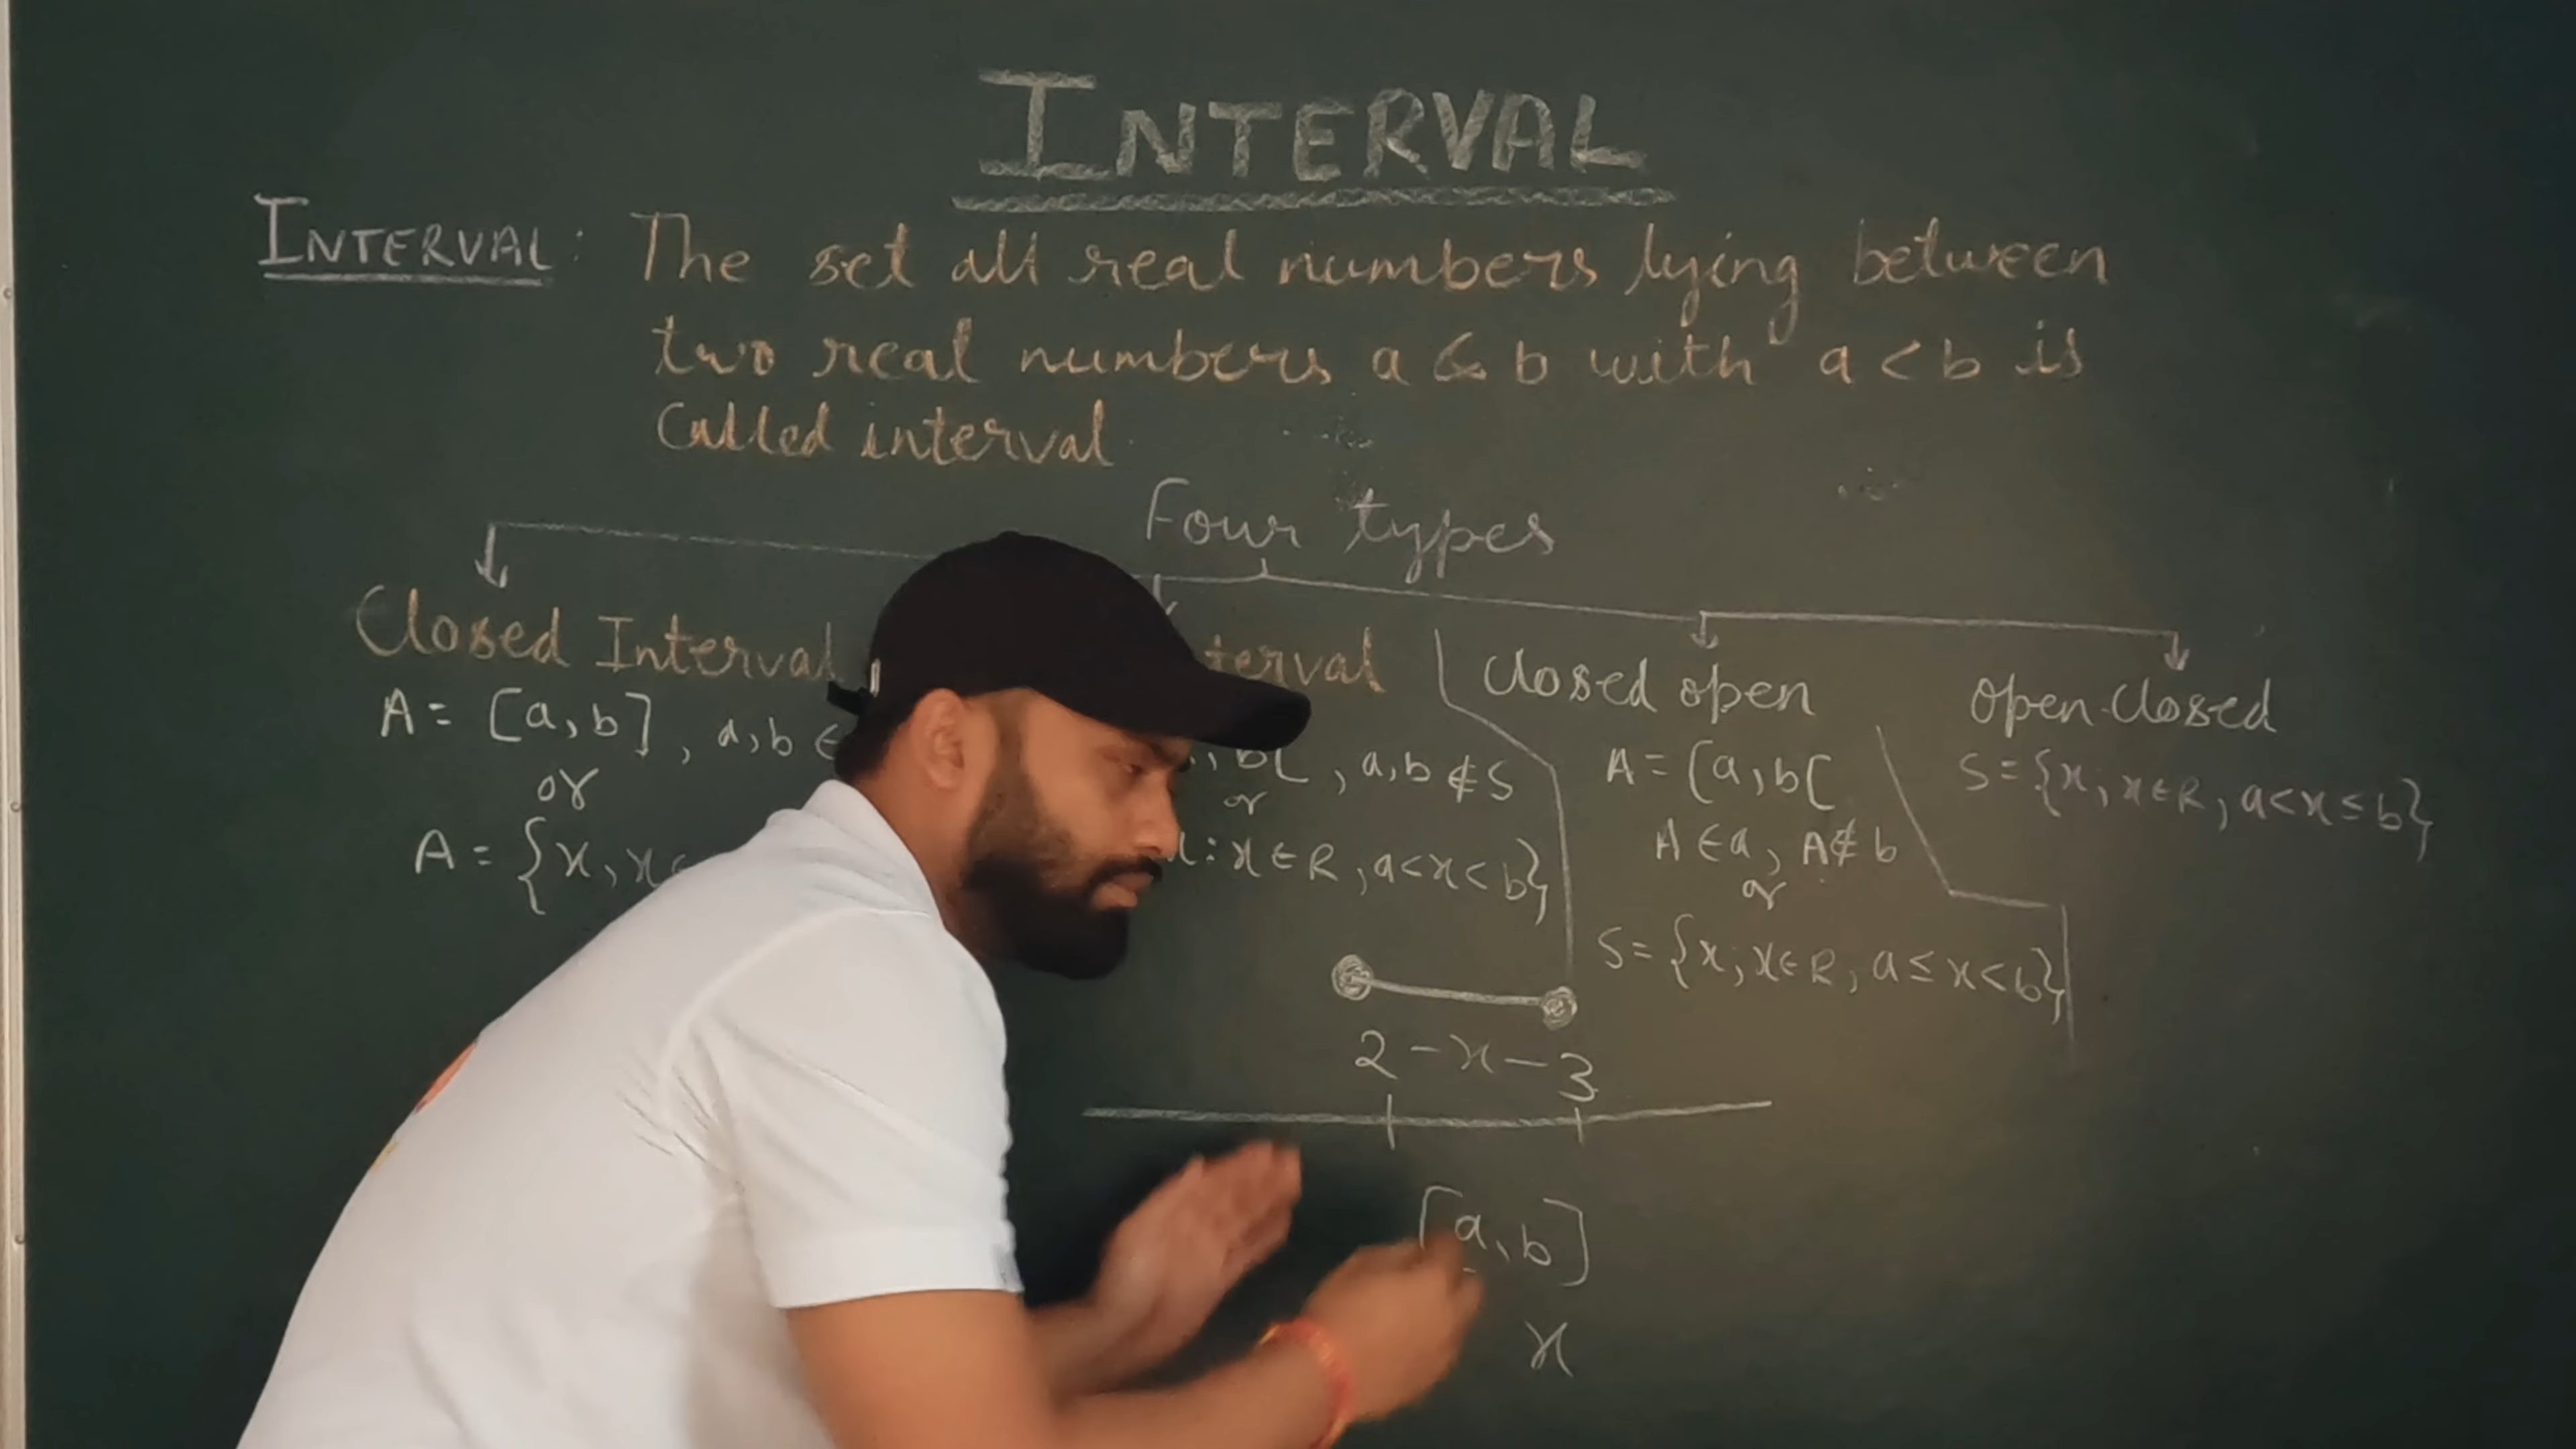 INTERVAL
INTERVAL: The set all real numbers lying between
two real numbers a & b with a < b is
Called interval
Four types
Closed Interval
A = [a, b], a, b ∈
or
A = {x, x
terval
, b[, a, b ∉ S
or
: x ∈ R, a < x < b}
Closed open
A = [a, b[
A ∈ a, A ∉ b
or
S = {x; x ∈ R, a ≤ x < b}
Open-Closed
S = {x; x ∈ R, a < x ≤ b}
2 - x - 3
[a, b]
x